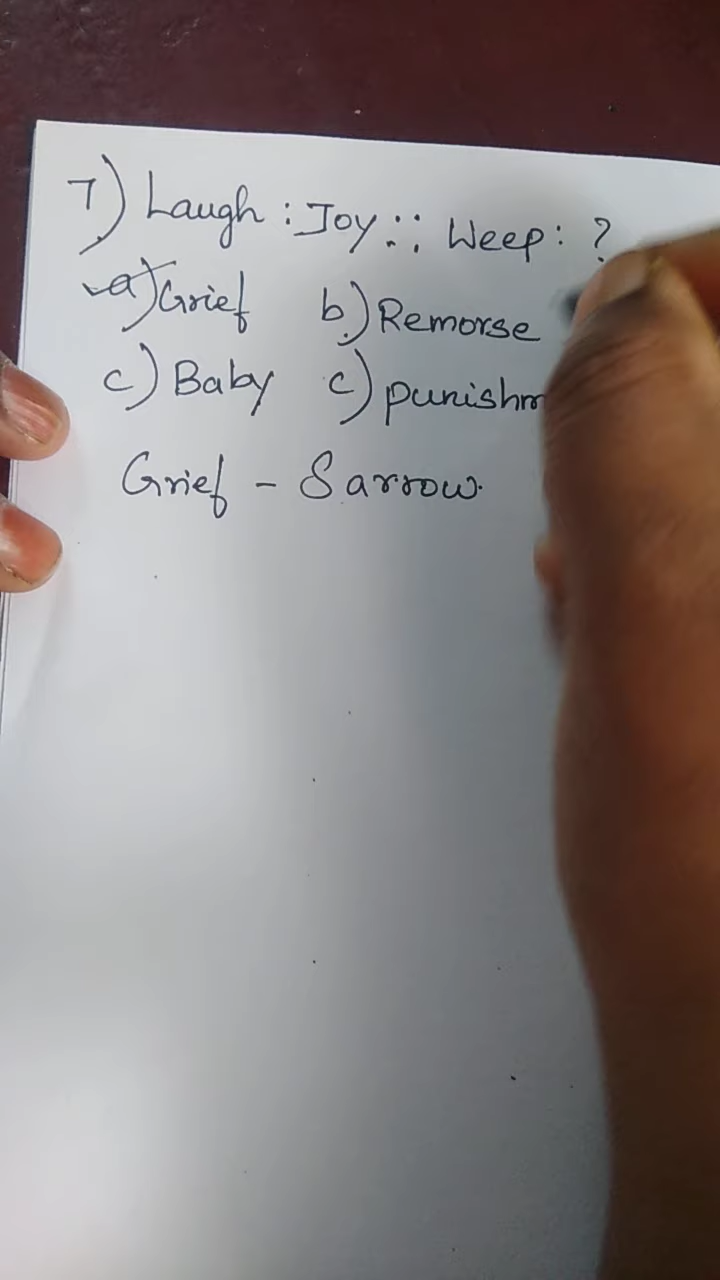 7) Laugh : Joy :: Weep : ?
a) Grief b.) Remorse
c) Baby c) punishm
Grief - Sarrow.